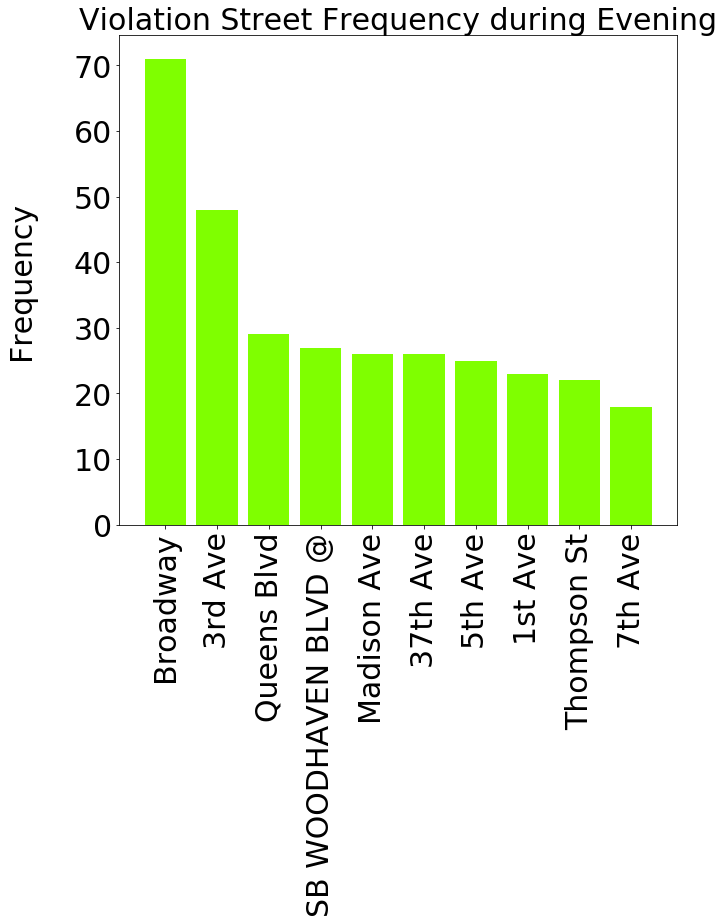 Violation Street Frequency during Evening
Frequency
70
60
50
40
30
20
10
0
Broadway
3rd Ave
Queens Blvd
SB WOODHAVEN BLVD @
Madison Ave
37th Ave
5th Ave
1st Ave
Thompson St
7th Ave